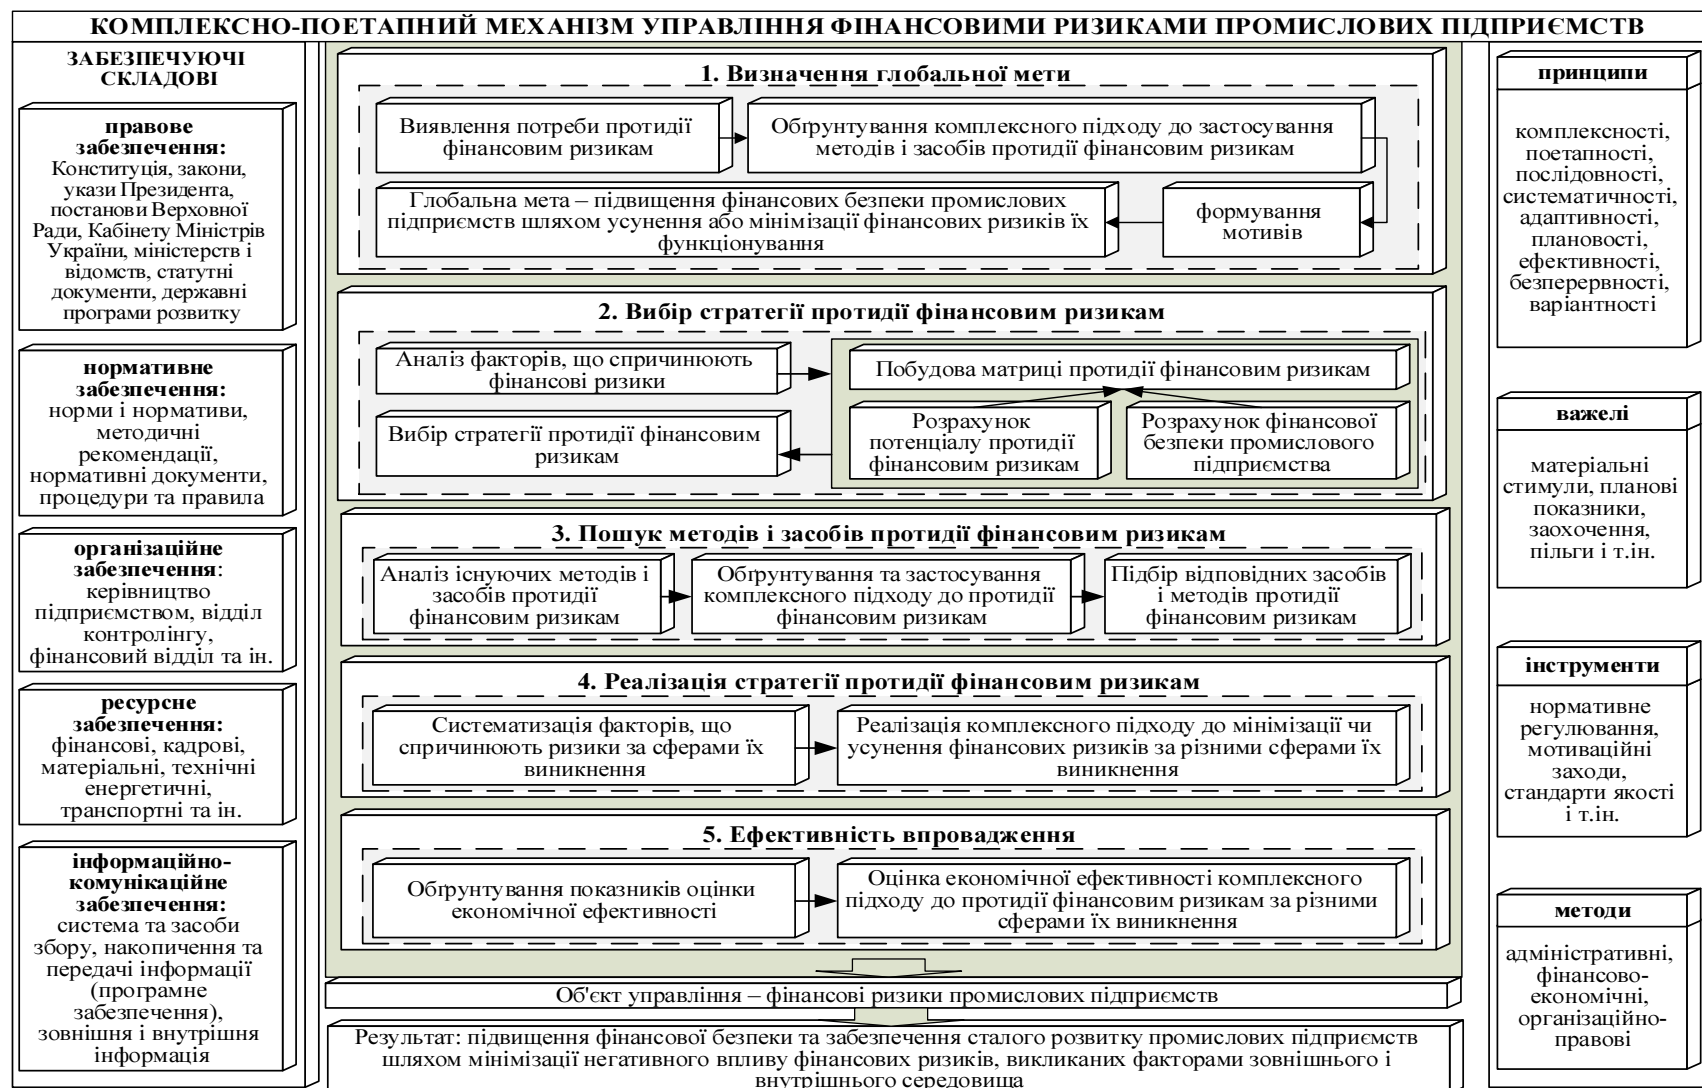 КОМПЛЕКСНО-ПОЕТАПНИЙ МЕХАНІЗМ УПРАВЛІННЯ ФІНАНСОВИМИ РИЗИКАМИ ПРОМИСЛОВИХ ПІДПРИЄМСТВ
ЗАБЕЗПЕЧУЮЧІ
СКЛАДОВІ
правове
забезпечення:
Конституція, закони,
укази Президента,
постанови Верховної
Ради, Кабінету Міністрів
України, міністерств і
відомств, статутні
документи, державні
програми розвитку
нормативне
забезпечення:
норми і нормативи,
методичні
рекомендації,
нормативні документи,
процедури та правила
організаційне
забезпечення:
керівництво
підприємством, відділ
контролінгу,
фінансовий відділ та ін.
ресурсне
забезпечення:
фінансові, кадрові,
матеріальні, технічні
енергетичні,
транспортні та ін.
інформаційно-
комунікаційне
забезпечення:
система та засоби
збору, накопичення та
передачі інформації
(програмне
забезпечення),
зовнішня і внутрішня
інформація
1. Визначення глобальної мети
Виявлення потреби протидії
фінансовим ризикам
Обґрунтування комплексного підходу до застосування
методів і засобів протидії фінансовим ризикам
Глобальна мета – підвищення фінансових безпеки промислових
підприємств шляхом усунення або мінімізації фінансових ризиків їх
функціонування
формування
мотивів
2. Вибір стратегії протидії фінансовим ризикам
Аналіз факторів, що спричинюють
фінансові ризики
Побудова матриці протидії фінансовим ризикам
Вибір стратегії протидії фінансовим
ризикам
Розрахунок
потенціалу протидії
фінансовим ризикам
Розрахунок фінансової
безпеки промислового
підприємства
3. Пошук методів і засобів протидії фінансовим ризикам
Аналіз існуючих методів і
засобів протидії
фінансовим ризикам
Обґрунтування та застосування
комплексного підходу до протидії
фінансовим ризикам
Підбір відповідних засобів
і методів протидії
фінансовим ризикам
4. Реалізація стратегії протидії фінансовим ризикам
Систематизація факторів, що
спричинюють ризики за сферами їх
виникнення
Реалізація комплексного підходу до мінімізації чи
усунення фінансових ризиків за різними сферами їх
виникнення
5. Ефективність впровадження
Обґрунтування показників оцінки
економічної ефективності
Оцінка економічної ефективності комплексного
підходу до протидії фінансовим ризикам за різними
сферами їх виникнення
Об'єкт управління – фінансові ризики промислових підприємств
Результат: підвищення фінансової безпеки та забезпечення сталого розвитку промислових підприємств
шляхом мінімізації негативного впливу фінансових ризиків, викликаних факторами зовнішнього і
внутрішнього середовища
принципи
комплексності,
поетапності,
послідовності,
систематичності,
адаптивності,
плановості,
ефективності,
безперервності,
варіантності
важелі
матеріальні
стимули, планові
показники,
заохочення,
пільги і т.ін.
інструменти
нормативне
регулювання,
мотиваційні
заходи,
стандарти якості
і т.ін.
методи
адміністративні,
фінансово-
економічні,
організаційно-
правові